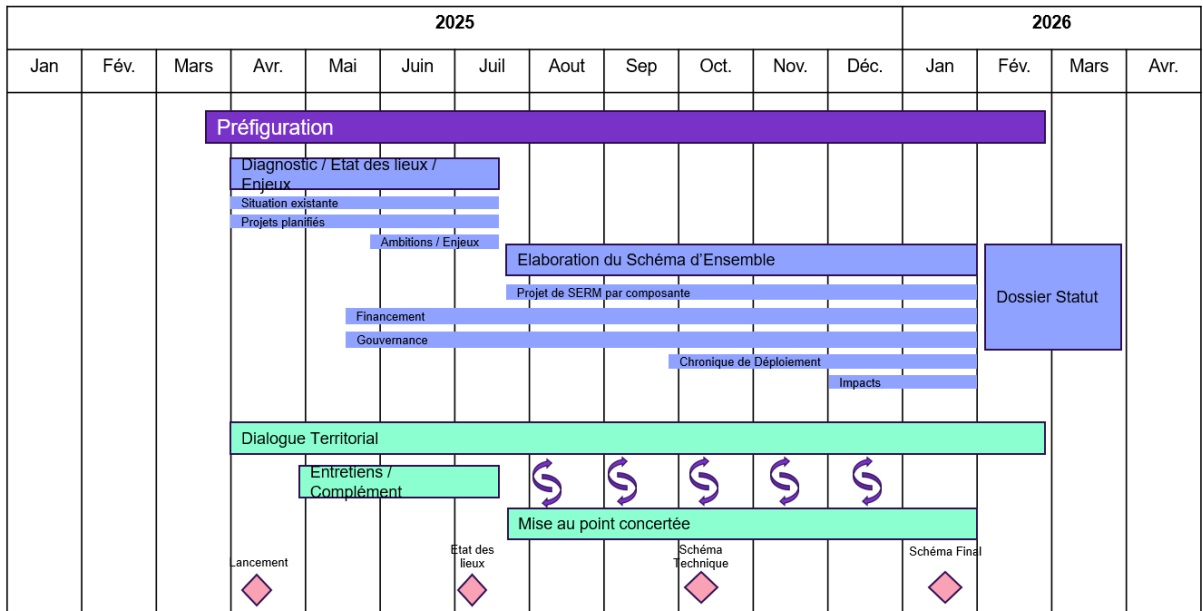 2025
2026
Jan
Fév.
Mars
Avr.
Mai
Juin
Juil
Aout
Sep
Oct.
Nov.
Déc.
Jan
Fév.
Mars
Avr.
Préfiguration
Diagnostic / Etat des lieux /
Enjeux
Situation existante
Projets planifiés
Ambitions / Enjeux
Elaboration du Schéma d'Ensemble
Dossier Statut
Projet de SERM par composante
Financement
Gouvernance
Chronique de Déploiement
Impacts
Dialogue Territorial
Entretiens /
Complément
Mise au point concertée
Lancement
Etat des
lieux
Schéma
Technique
Schéma Final